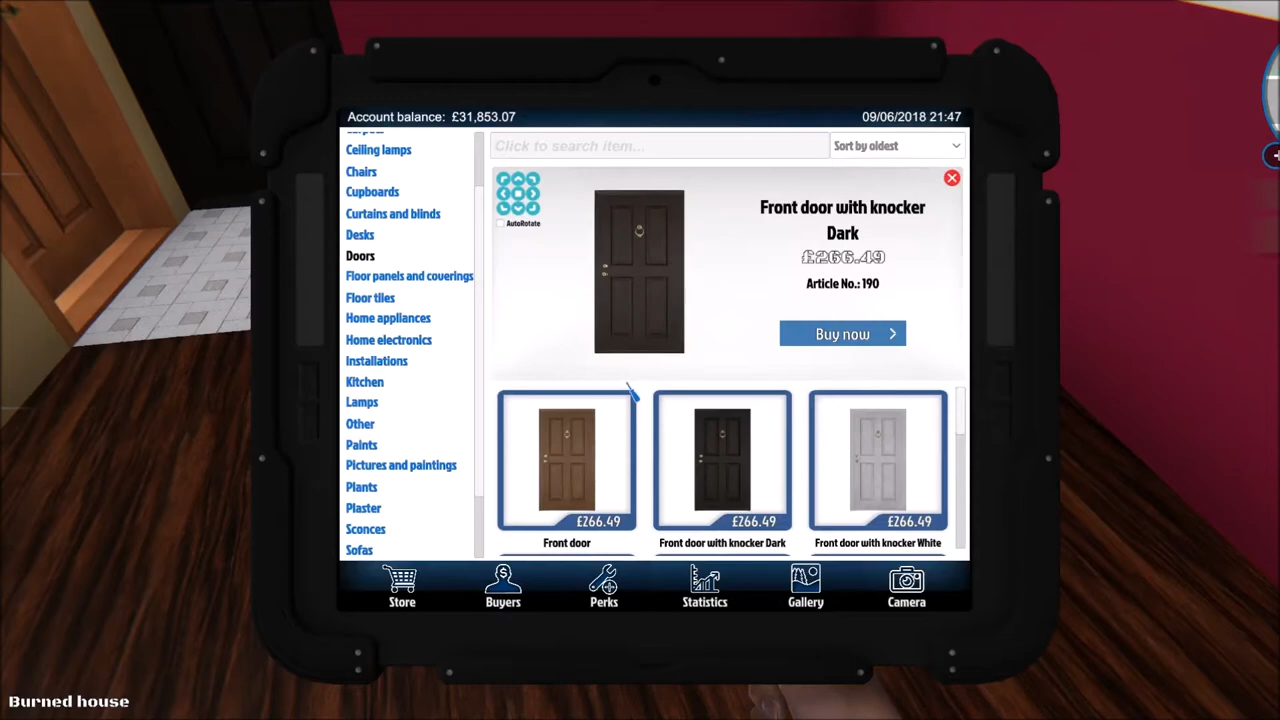 Account balance: £31,853.07
09/06/2018 21:47
Carpets
Ceiling lamps
Chairs
Cupboards
Curtains and blinds
Desks
Doors
Floor panels and coverings
Floor tiles
Home appliances
Home electronics
Installations
Kitchen
Lamps
Other
Paints
Pictures and paintings
Plants
Plaster
Sconces
Sofas
Click to search item...
Sort by oldest
AutoRotate
Front door with knocker
Dark
£266.49
Article No.: 190
Buy now
£266.49
£266.49
£266.49
Front door
Front door with knocker Dark
Front door with knocker White
Store
Buyers
Perks
Statistics
Gallery
Camera
Burned house